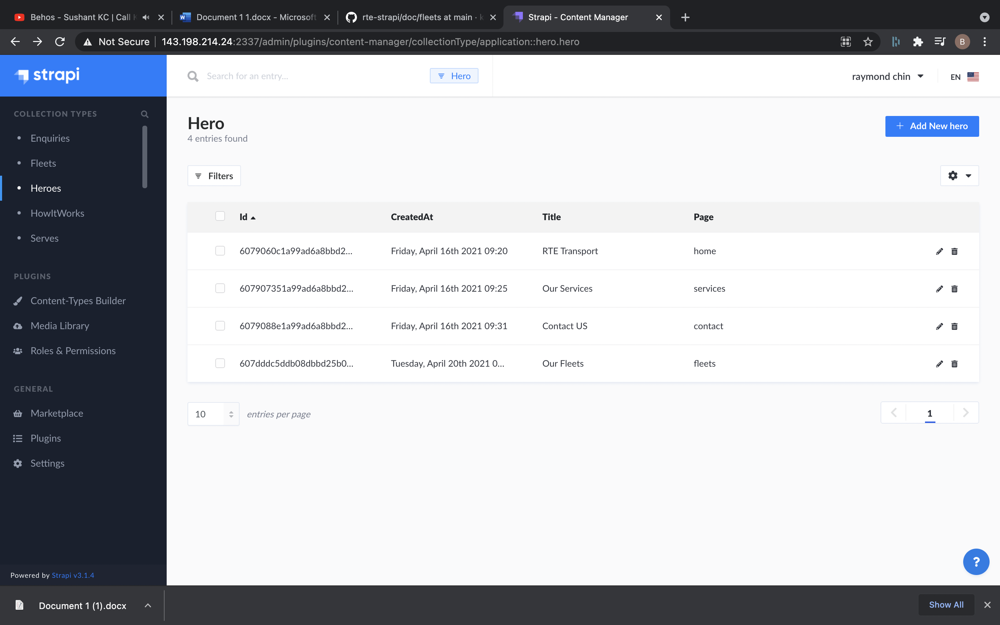 Behos - Sushant KC | Call
Document 1 1.docx - Microsoft
rte-strapi/doc/fleets at main ·
Strapi - Content Manager
Not Secure
143.198.214.24:2337/admin/plugins/content-manager/collectionType/application::hero.hero
B
strapi
Search for an entry...
Hero
raymond chin
EN
COLLECTION TYPES
Enquiries
Fleets
Heroes
HowItWorks
Serves
PLUGINS
Content-Types Builder
Media Library
Roles & Permissions
GENERAL
Marketplace
Plugins
Settings
Powered by Strapi v3.1.4
Hero
4 entries found
+ Add New hero
Filters
Id CreatedAt Title Page
6079060c1a99ad6a8bbd2... Friday, April 16th 2021 09:20 RTE Transport home
607907351a99ad6a8bbd2... Friday, April 16th 2021 09:25 Our Services services
6079088e1a99ad6a8bbd2... Friday, April 16th 2021 09:31 Contact US contact
607dddc5ddb08dbbd25b0... Tuesday, April 20th 2021 0... Our Fleets fleets
10 entries per page
1
?
Document 1 (1).docx
Show All